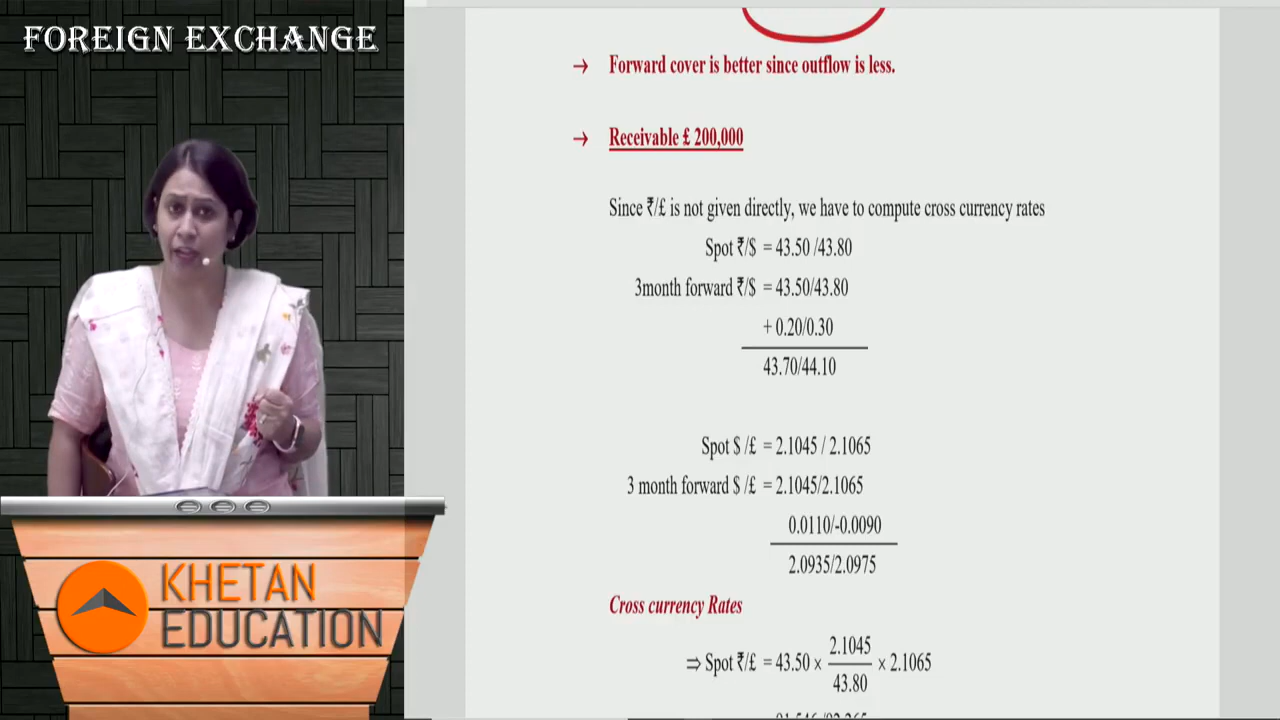 FOREIGN EXCHANGE
→ Forward cover is better since outflow is less.
→ Receivable £ 200,000
Since ₹/£ is not given directly, we have to compute cross currency rates
Spot ₹/$ = 43.50 /43.80
3month forward ₹/$ = 43.50/43.80
+ 0.20/0.30
43.70/44.10
Spot $ /£ = 2.1045 / 2.1065
3 month forward $ /£ = 2.1045/2.1065
0.0110/-0.0090
2.0935/2.0975
Cross currency Rates
⇒ Spot ₹/£ = 43.50 × 2.1045 / 43.80 × 2.1065
KHETAN
EDUCATION